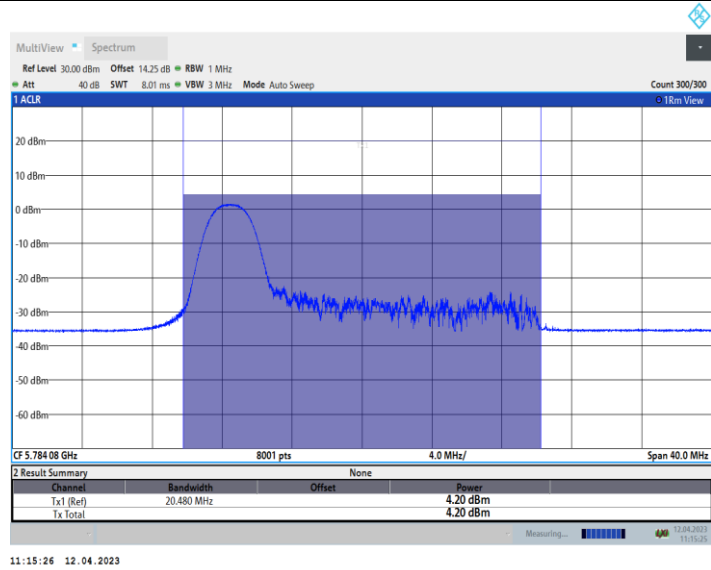 MultiView Spectrum
Ref Level 30.00 dBm Offset 14.25 dB RBW 1 MHz
Att 40 dB SWT 8.01 ms VBW 3 MHz Mode Auto Sweep Count 300/300
1 ACLR 1Rm View
20 dBm
10 dBm
0 dBm
-10 dBm
-20 dBm
-30 dBm
-40 dBm
-50 dBm
-60 dBm
CF 5.784 08 GHz 8001 pts 4.0 MHz/ Span 40.0 MHz
2 Result Summary None
Channel Bandwidth Offset Power
Tx1 (Ref) 20.480 MHz 4.20 dBm
Tx Total 4.20 dBm
Measuring... 12.04.2023
11:15:25
11:15:26 12.04.2023